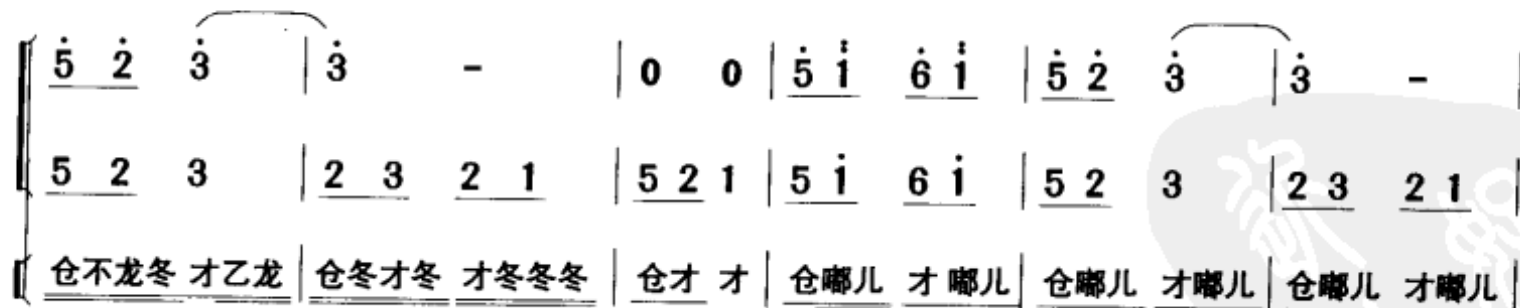 5̇ 2̇ 3̇ | 3̇ - | 0 0 | 5̇ 1̈ 6̇ 1̈ | 5̇ 2̇ 3̇ | 3̇ - |
5 2 3 | 2 3 2 1 | 5 2 1 | 5 1̇ 6 1̇ | 5 2 3 | 2 3 2 1 |
仓不龙冬 才乙龙 | 仓冬才冬 才冬冬冬 | 仓才 才 | 仓嘟儿 才嘟儿 | 仓嘟儿 才嘟儿 | 仓嘟儿 才嘟儿 |